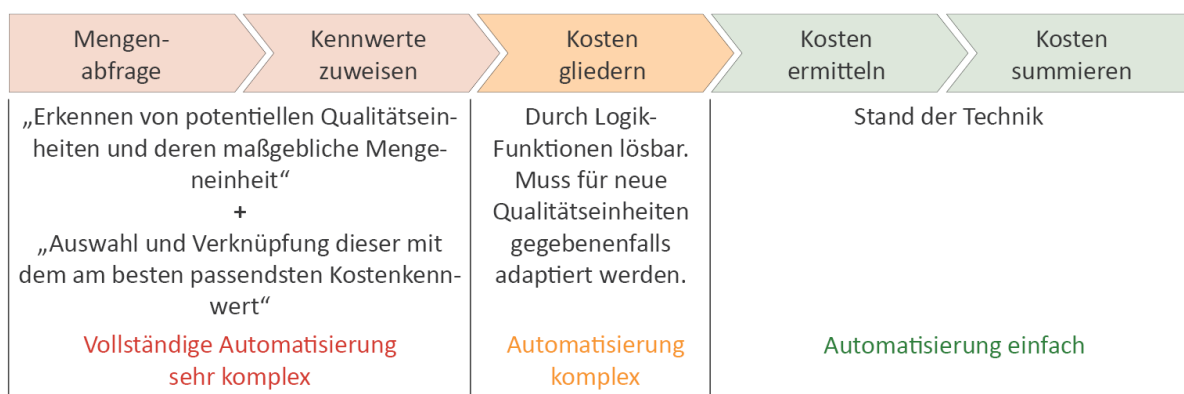 Mengen-
abfrage
Kennwerte
zuweisen
Kosten
gliedern
Kosten
ermitteln
Kosten
summieren
„Erkennen von potentiellen Qualitätsein-
heiten und deren maßgebliche Menge-
neinheit“
+
„Auswahl und Verknüpfung dieser mit
dem am besten passendsten Kostenkenn-
wert“
Vollständige Automatisierung
sehr komplex
Durch Logik-
Funktionen lösbar.
Muss für neue
Qualitätseinheiten
gegebenenfalls
adaptiert werden.
Automatisierung
komplex
Stand der Technik
Automatisierung einfach